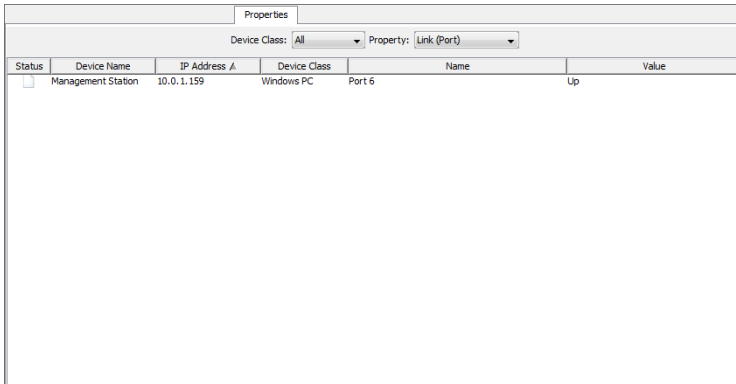 Properties
Device Class: All Property: Link (Port)
Status Device Name IP Address Device Class Name Value
Management Station 10.0.1.159 Windows PC Port 6 Up